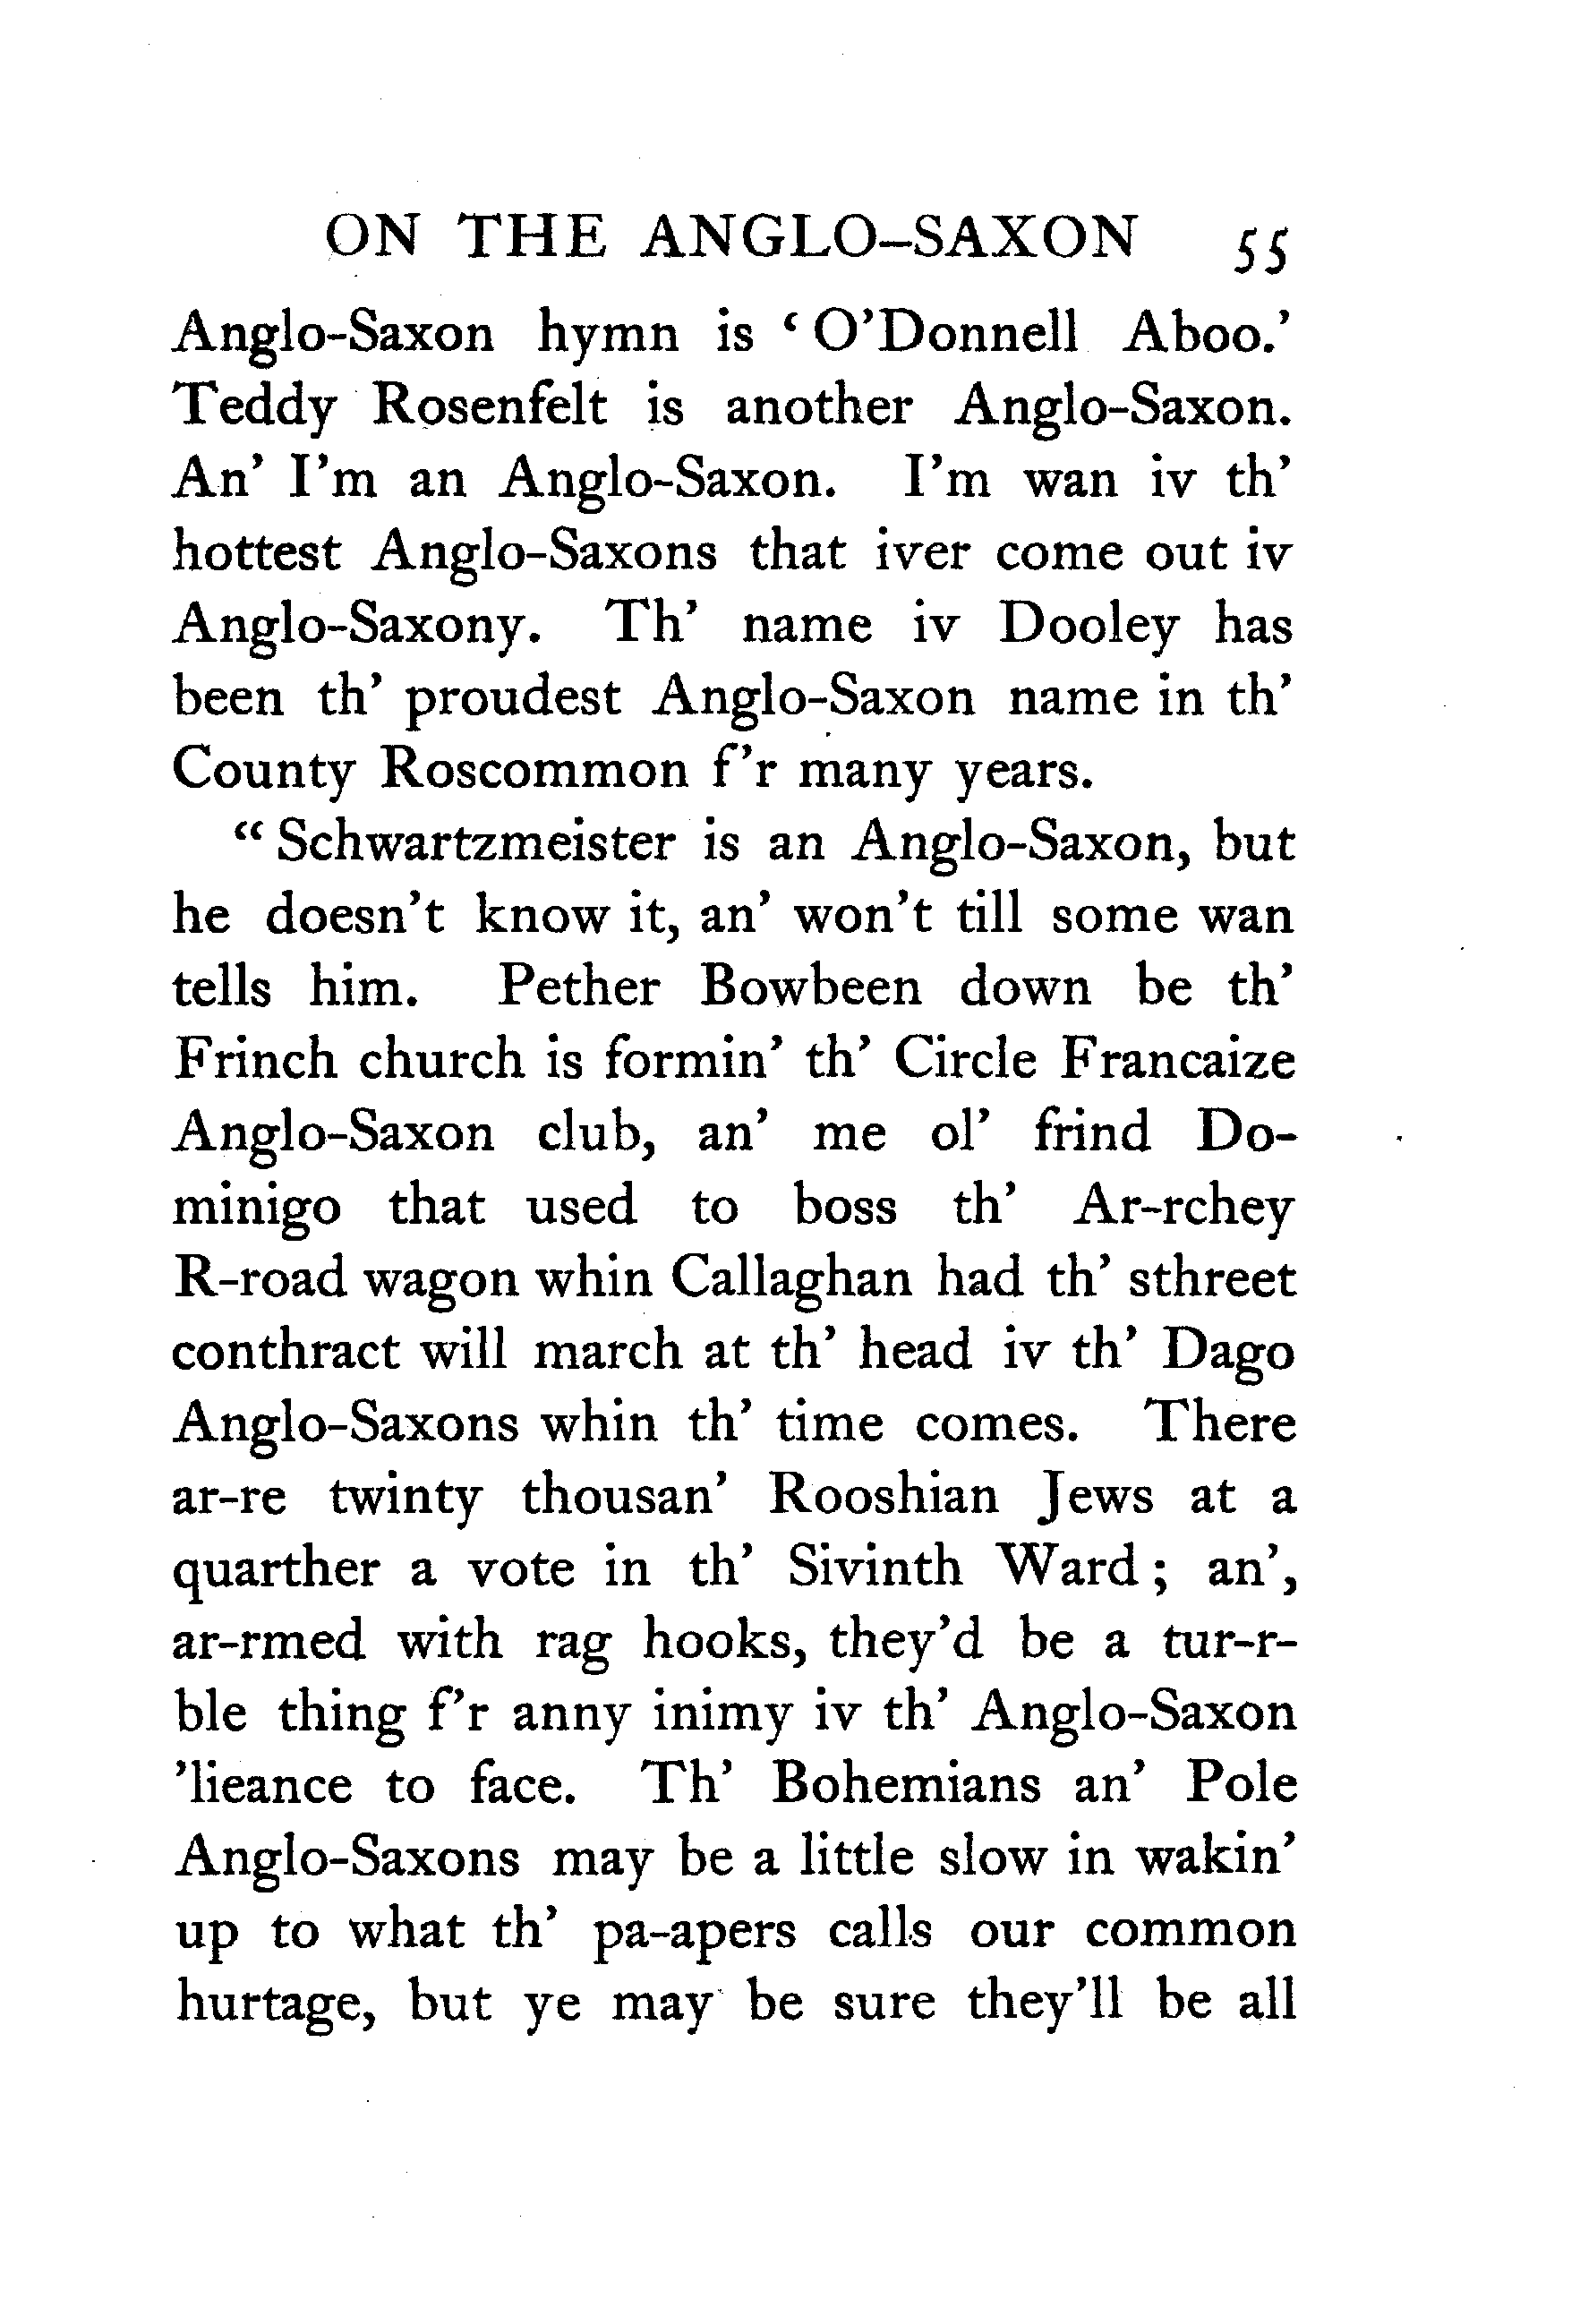 ON THE ANGLO-SAXON 55
Anglo-Saxon hymn is ‘ O’Donnell Aboo.’
Teddy Rosenfelt is another Anglo-Saxon.
An’ I’m an Anglo-Saxon. I’m wan iv th’
hottest Anglo-Saxons that iver come out iv
Anglo-Saxony. Th’ name iv Dooley has
been th’ proudest Anglo-Saxon name in th’
County Roscommon f’r many years.
“ Schwartzmeister is an Anglo-Saxon, but
he doesn’t know it, an’ won’t till some wan
tells him. Pether Bowbeen down be th’
Frinch church is formin’ th’ Circle Francaize
Anglo-Saxon club, an’ me ol’ frind Do-
minigo that used to boss th’ Ar-rchey
R-road wagon whin Callaghan had th’ sthreet
conthract will march at th’ head iv th’ Dago
Anglo-Saxons whin th’ time comes. There
ar-re twinty thousan’ Rooshian Jews at a
quarther a vote in th’ Sivinth Ward ; an’,
ar-rmed with rag hooks, they’d be a tur-r-
ble thing f’r anny inimy iv th’ Anglo-Saxon
’lieance to face. Th’ Bohemians an’ Pole
Anglo-Saxons may be a little slow in wakin’
up to what th’ pa-apers calls our common
hurtage, but ye may be sure they’ll be all